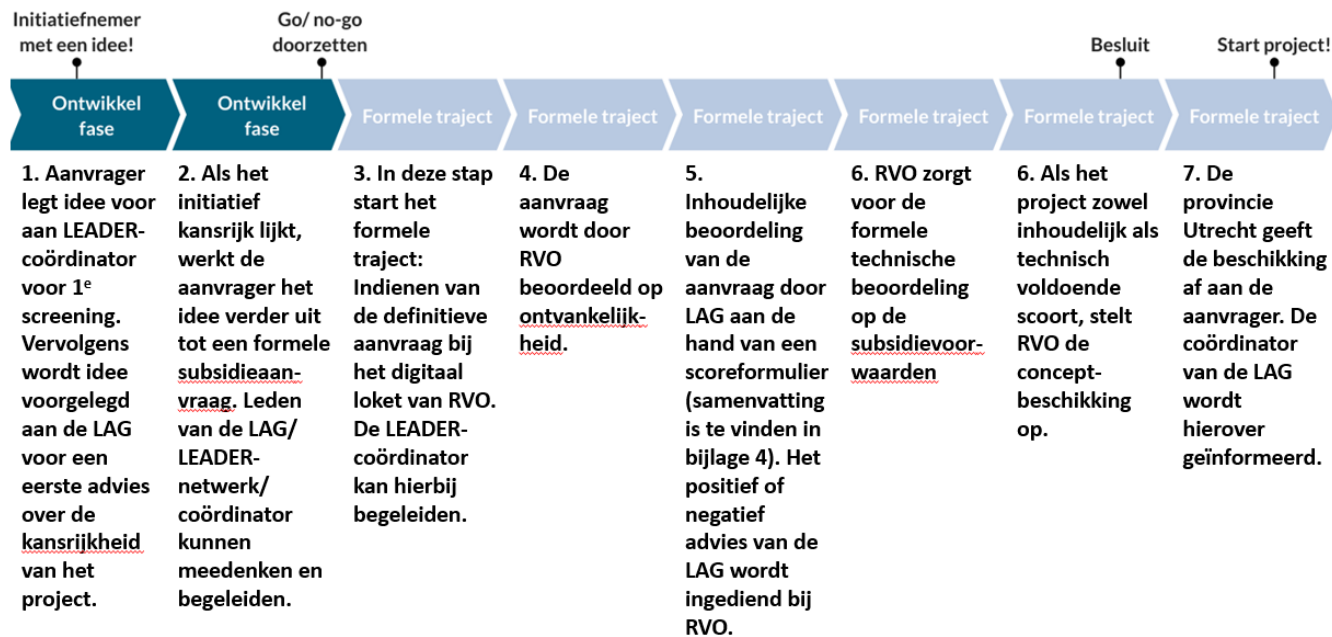 Initiatiefnemer
met een idee!
Go/ no-go
doorzetten
Besluit
Start project!
Ontwikkel
fase
Ontwikkel
fase
Formele traject
Formele traject
Formele traject
Formele traject
Formele traject
Formele traject
1. Aanvrager
legt idee voor
aan LEADER-
coördinator
voor 1e
screening.
Vervolgens
wordt idee
voorgelegd
aan de LAG
voor een
eerste advies
over de
kansrijkheid
van het
project.
2. Als het
initiatief
kansrijk lijkt,
werkt de
aanvrager het
idee verder uit
tot een formele
subsidieaan-
vraag. Leden
van de LAG/
LEADER-
netwerk/
coördinator
kunnen
meedenken en
begeleiden.
3. In deze stap
start het
formele
traject:
Indienen van
de definitieve
aanvraag bij
het digitaal
loket van RVO.
De LEADER-
coördinator
kan hierbij
begeleiden.
4. De
aanvraag
wordt door
RVO
beoordeeld op
ontvankelijk-
heid.
5.
Inhoudelijke
beoordeling
van de
aanvraag door
LAG aan de
hand van een
scoreformulier
(samenvatting
is te vinden in
bijlage 4). Het
positief of
negatief
advies van de
LAG wordt
ingediend bij
RVO.
6. RVO zorgt
voor de
formele
technische
beoordeling
op de
subsidievoor-
waarden
6. Als het
project zowel
inhoudelijk als
technisch
voldoende
scoort, stelt
RVO de
concept-
beschikking
op.
7. De
provincie
Utrecht geeft
de beschikking
af aan de
aanvrager. De
coördinator
van de LAG
wordt
hierover
geïnformeerd.